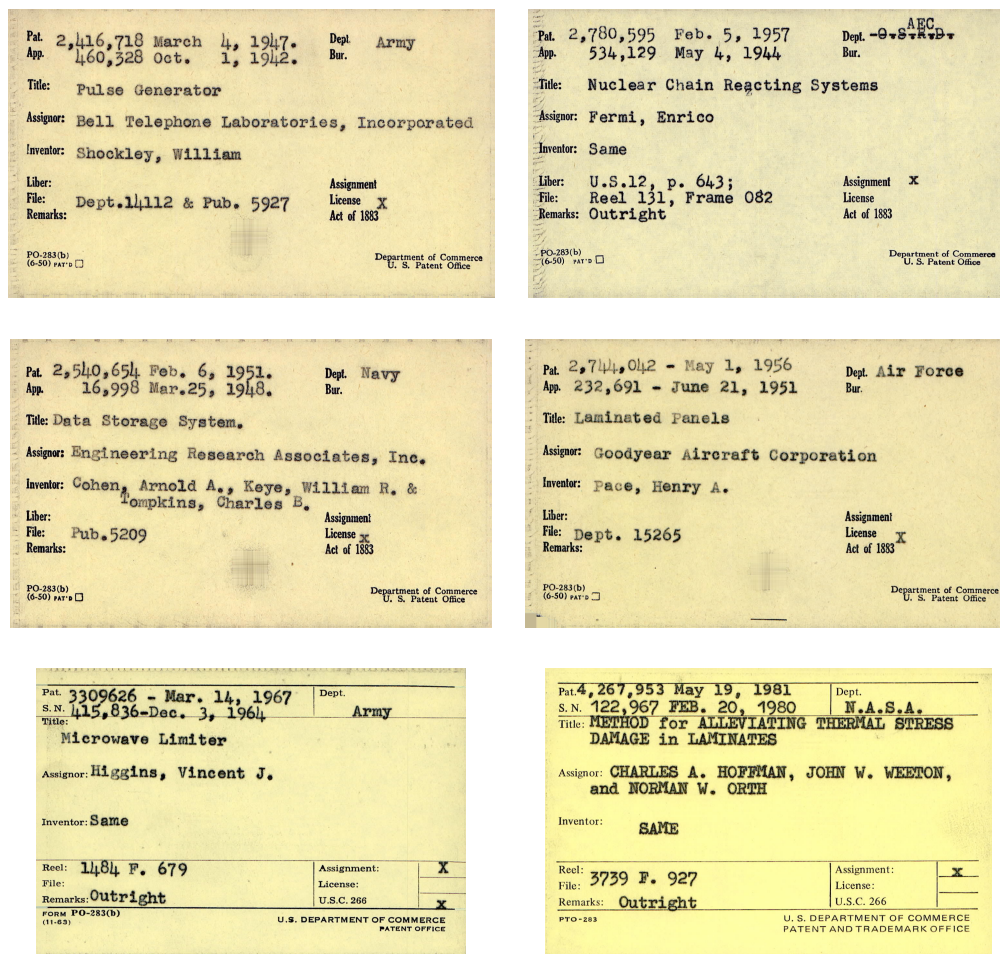 Pat. 2,416,718 March 4, 1947. Dept. Army
App. 460,328 Oct. 1, 1942. Bur.
Title: Pulse Generator
Assignor: Bell Telephone Laboratories, Incorporated
Inventor: Shockley, William
Liber: Assignment
File: Dept.14112 & Pub. 5927 License X
Remarks: Act of 1883
PO-283(b)
(6-50) PAT'D
Department of Commerce
U. S. Patent Office
AEC
Pat. 2,780,595 Feb. 5, 1957 Dept. -O.S.R.D.
App. 534,129 May 4, 1944 Bur.
Title: Nuclear Chain Reacting Systems
Assignor: Fermi, Enrico
Inventor: Same
Liber: U.S.12, p. 643; Assignment X
File: Reel 131, Frame 082 License
Remarks: Outright Act of 1883
PO-283(b)
(6-50) PAT'D
Department of Commerce
U. S. Patent Office
Pat. 2,540,654 Feb. 6, 1951. Dept. Navy
App. 16,998 Mar.25, 1948. Bur.
Title: Data Storage System.
Assignor: Engineering Research Associates, Inc.
Inventor: Cohen, Arnold A., Keye, William R. &
Tompkins, Charles B.
Liber: Assignment
File: Pub.5209 License X
Remarks: Act of 1883
PO-283(b)
(6-50) PAT'D
Department of Commerce
U. S. Patent Office
Pat. 2,744,042 - May 1, 1956 Dept. Air Force
App. 232,691 - June 21, 1951 Bur.
Title: Laminated Panels
Assignor: Goodyear Aircraft Corporation
Inventor: Pace, Henry A.
Liber: Assignment
File: Dept. 15265 License X
Remarks: Act of 1883
PO-283(b)
(6-50) PAT'D
Department of Commerce
U. S. Patent Office
Pat. 3309626 - Mar. 14, 1967 Dept.
S. N. 415,836-Dec. 3, 1964 Army
Title:
Microwave Limiter
Assignor: Higgins, Vincent J.
Inventor: Same
Reel: 1484 F. 679 Assignment: X
File: License:
Remarks: Outright U.S.C. 266 X
FORM PO-283(b)
(11-63)
U.S. DEPARTMENT OF COMMERCE
PATENT OFFICE
Pat. 4,267,953 May 19, 1981 Dept.
S. N. 122,967 FEB. 20, 1980 N.A.S.A.
Title: METHOD for ALLEVIATING THERMAL STRESS
DAMAGE in LAMINATES
Assignor: CHARLES A. HOFFMAN, JOHN W. WEETON,
and NORMAN W. ORTH
Inventor:
SAME
Reel: 3739 F. 927 Assignment: X
File: License:
Remarks: Outright U.S.C. 266
PTO-283
U. S. DEPARTMENT OF COMMERCE
PATENT AND TRADEMARK OFFICE